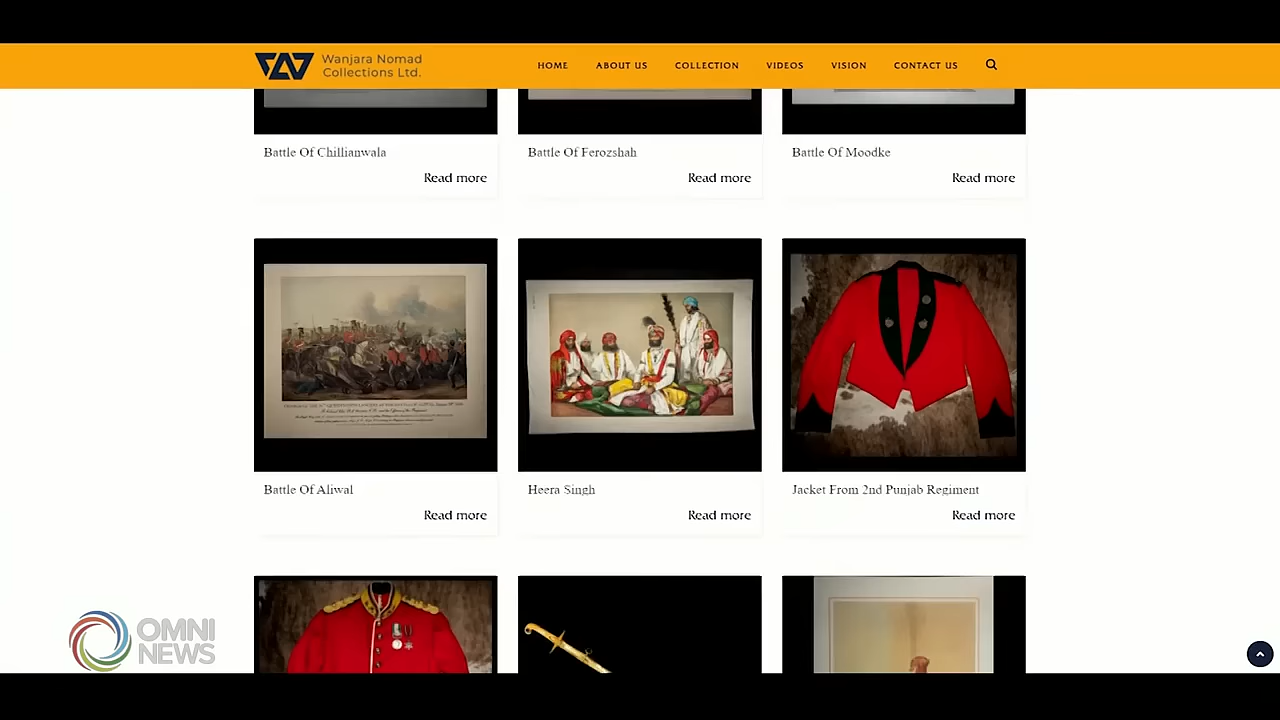 Wanjara Nomad
Collections Ltd.
HOME ABOUT US COLLECTION VIDEOS VISION CONTACT US
Battle Of Chillianwala
Read more
Battle Of Ferozshah
Read more
Battle Of Moodke
Read more
Battle Of Aliwal
Read more
Heera Singh
Read more
Jacket From 2nd Punjab Regiment
Read more
OMNI
NEWS